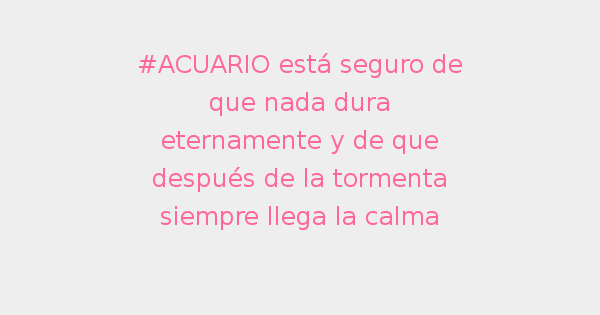 #ACUARIO está seguro de
que nada dura
eternamente y de que
después de la tormenta
siempre llega la calma